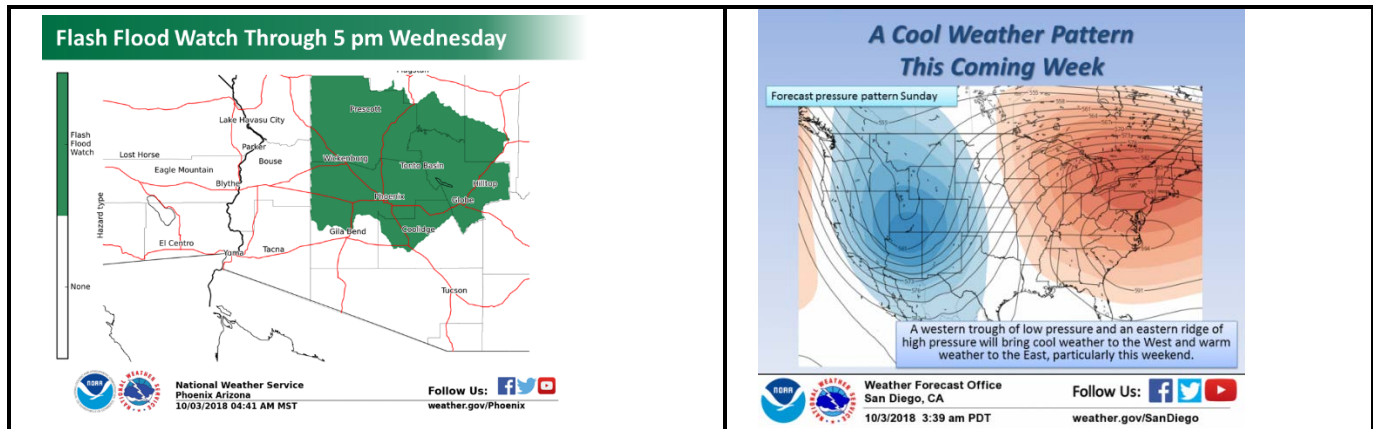 Flash Flood Watch Through 5 pm Wednesday
Flash
Flood
Watch
Hazard type
None
Prescott
Lake Havasu City
Parker
Bouse
Lost Horse
Eagle Mountain
Blythe
Wickenburg
Tonto Basin
Hilltop
Phoenix
Globe
Coolidge
Gila Bend
El Centro
Yuma
Tacna
Tucson
NOAA
National Weather Service
Phoenix Arizona
10/03/2018 04:41 AM MST
Follow Us:
weather.gov/Phoenix
A Cool Weather Pattern
This Coming Week
Forecast pressure pattern Sunday
A western trough of low pressure and an eastern ridge of
high pressure will bring cool weather to the West and warm
weather to the East, particularly this weekend.
NOAA
Weather Forecast Office
San Diego, CA
10/3/2018 3:39 am PDT
Follow Us:
weather.gov/SanDiego